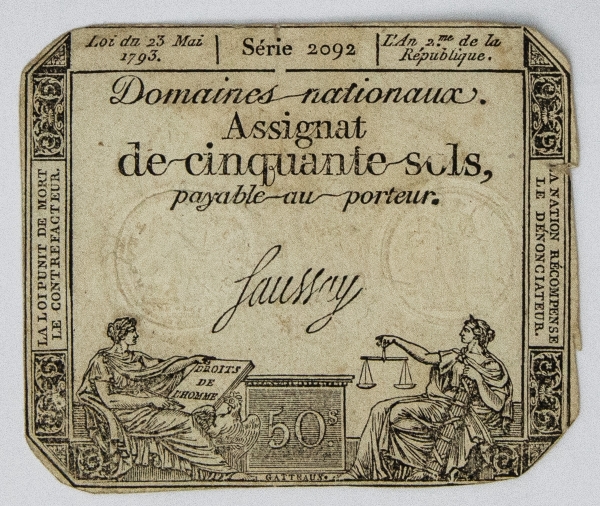 Loi du 23 Mai
1793.
Série 2092
L'An 2.me de la
République.
Domaines nationaux.
Assignat
de cinquante sols,
payable au porteur.
LA LOI PUNIT DE MORT
LE CONTREFACTEUR.
LA NATION RÉCOMPENSE
LE DÉNONCIATEUR.
Saussay
DROITS
DE
L'HOMME
50s
GATTEAUX.